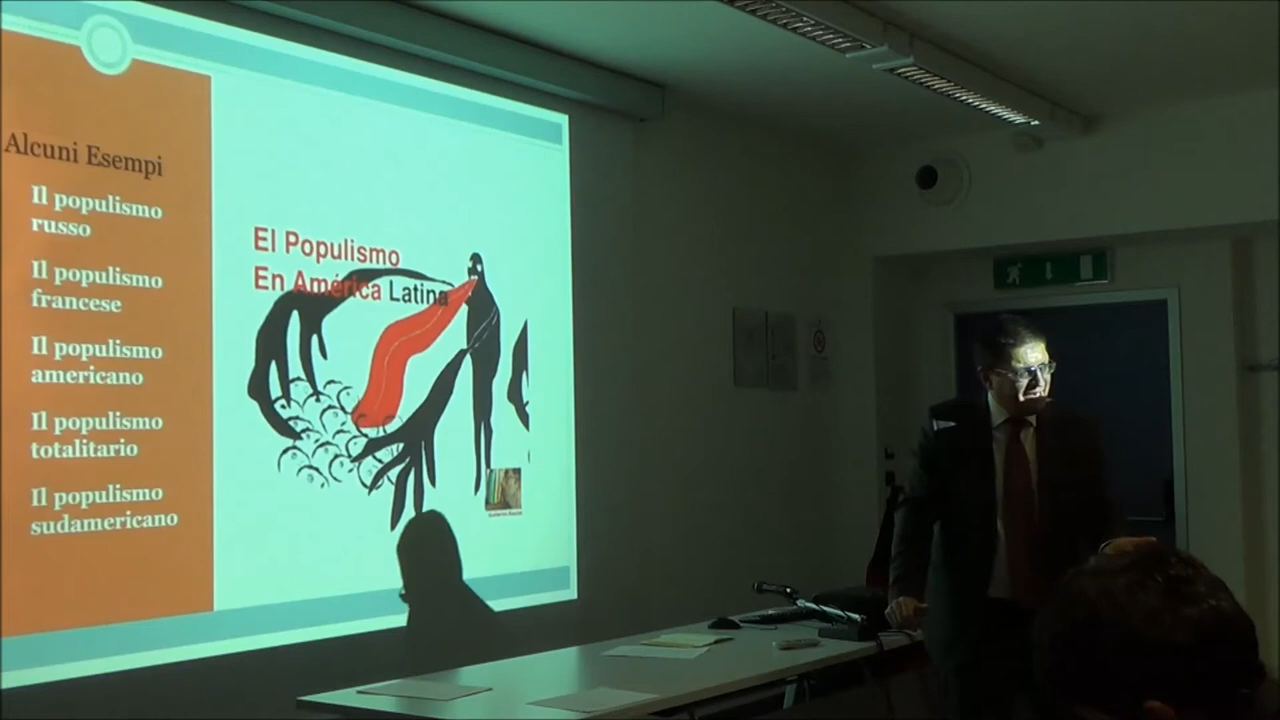 Alcuni Esempi
Il populismo
russo
Il populismo
francese
Il populismo
americano
Il populismo
totalitario
Il populismo
sudamericano
El Populismo
En América Latina